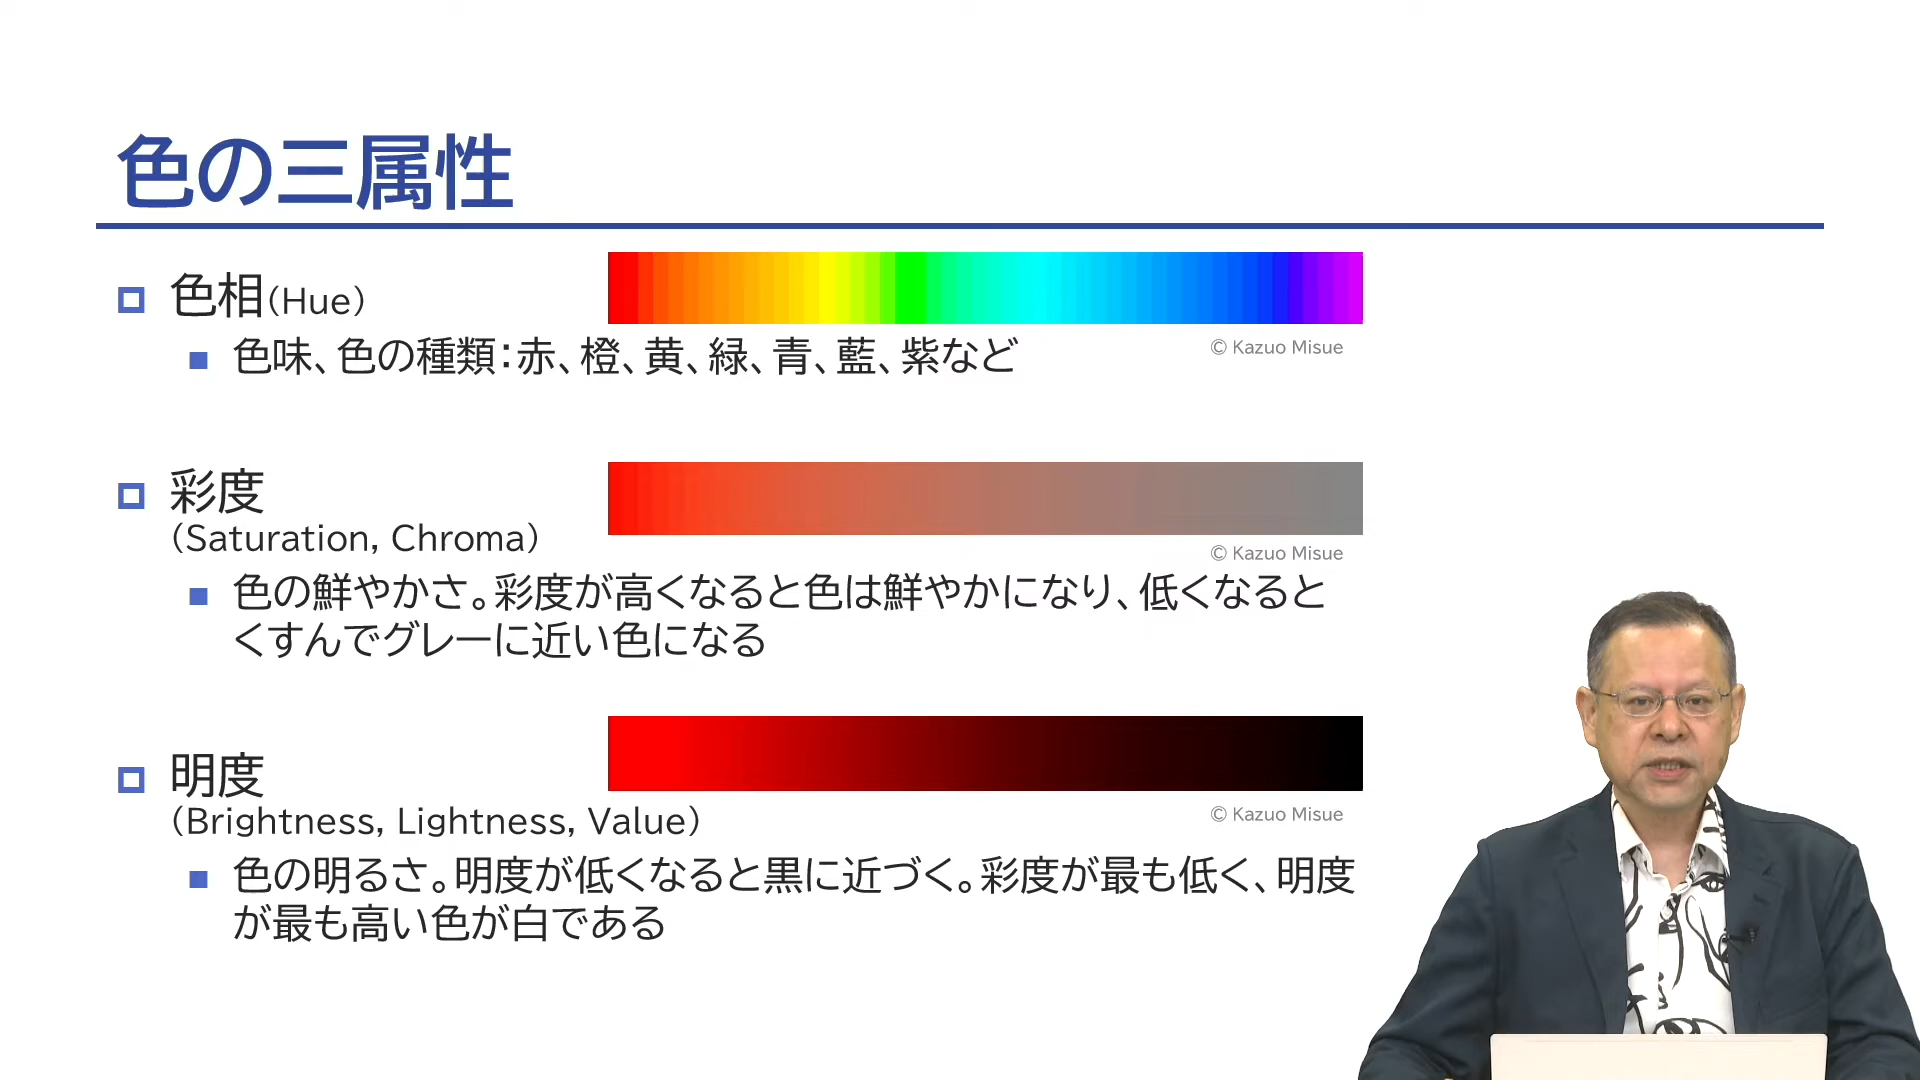 色の三属性
色相(Hue)
色味、色の種類：赤、橙、黄、緑、青、藍、紫など
© Kazuo Misue
彩度
(Saturation, Chroma)
© Kazuo Misue
色の鮮やかさ。彩度が高くなると色は鮮やかになり、低くなると
くすんでグレーに近い色になる
明度
(Brightness, Lightness, Value)
© Kazuo Misue
色の明るさ。明度が低くなると黒に近づく。彩度が最も低く、明度
が最も高い色が白である